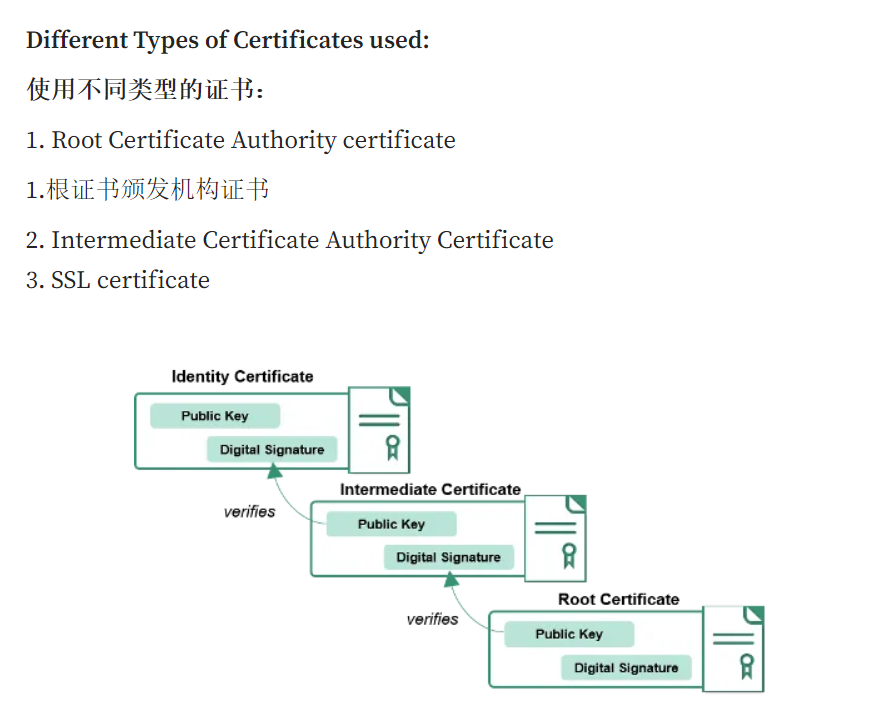 Different Types of Certificates used:
使用不同类型的证书：
1. Root Certificate Authority certificate
1.根证书颁发机构证书
2. Intermediate Certificate Authority Certificate
3. SSL certificate
Identity Certificate
Public Key
Digital Signature
verifies
Intermediate Certificate
Public Key
Digital Signature
verifies
Root Certificate
Public Key
Digital Signature